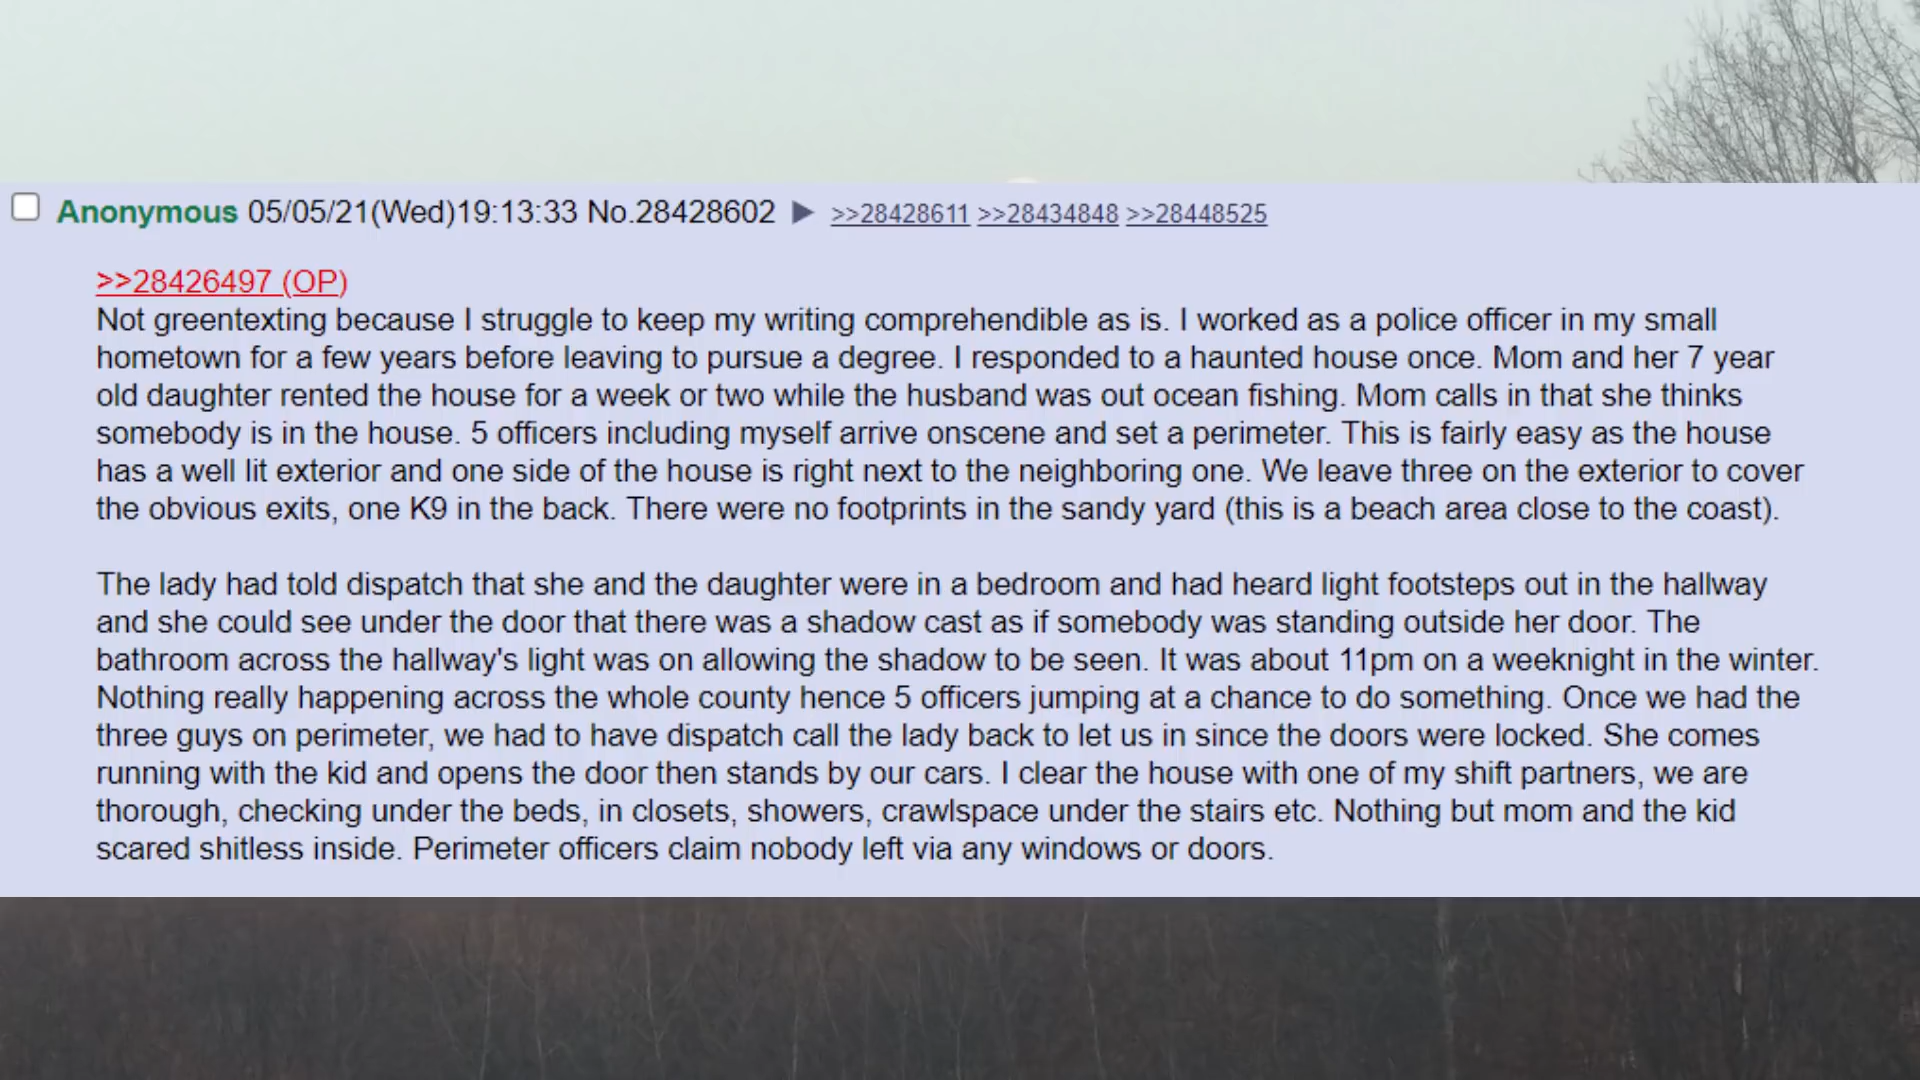 Anonymous 05/05/21(Wed)19:13:33 No.28428602 ▶ >>28428611 >>28434848 >>28448525
>>28426497 (OP)
Not greentexting because I struggle to keep my writing comprehendible as is. I worked as a police officer in my small
hometown for a few years before leaving to pursue a degree. I responded to a haunted house once. Mom and her 7 year
old daughter rented the house for a week or two while the husband was out ocean fishing. Mom calls in that she thinks
somebody is in the house. 5 officers including myself arrive onscene and set a perimeter. This is fairly easy as the house
has a well lit exterior and one side of the house is right next to the neighboring one. We leave three on the exterior to cover
the obvious exits, one K9 in the back. There were no footprints in the sandy yard (this is a beach area close to the coast).
The lady had told dispatch that she and the daughter were in a bedroom and had heard light footsteps out in the hallway
and she could see under the door that there was a shadow cast as if somebody was standing outside her door. The
bathroom across the hallway's light was on allowing the shadow to be seen. It was about 11pm on a weeknight in the winter.
Nothing really happening across the whole county hence 5 officers jumping at a chance to do something. Once we had the
three guys on perimeter, we had to have dispatch call the lady back to let us in since the doors were locked. She comes
running with the kid and opens the door then stands by our cars. I clear the house with one of my shift partners, we are
thorough, checking under the beds, in closets, showers, crawlspace under the stairs etc. Nothing but mom and the kid
scared shitless inside. Perimeter officers claim nobody left via any windows or doors.